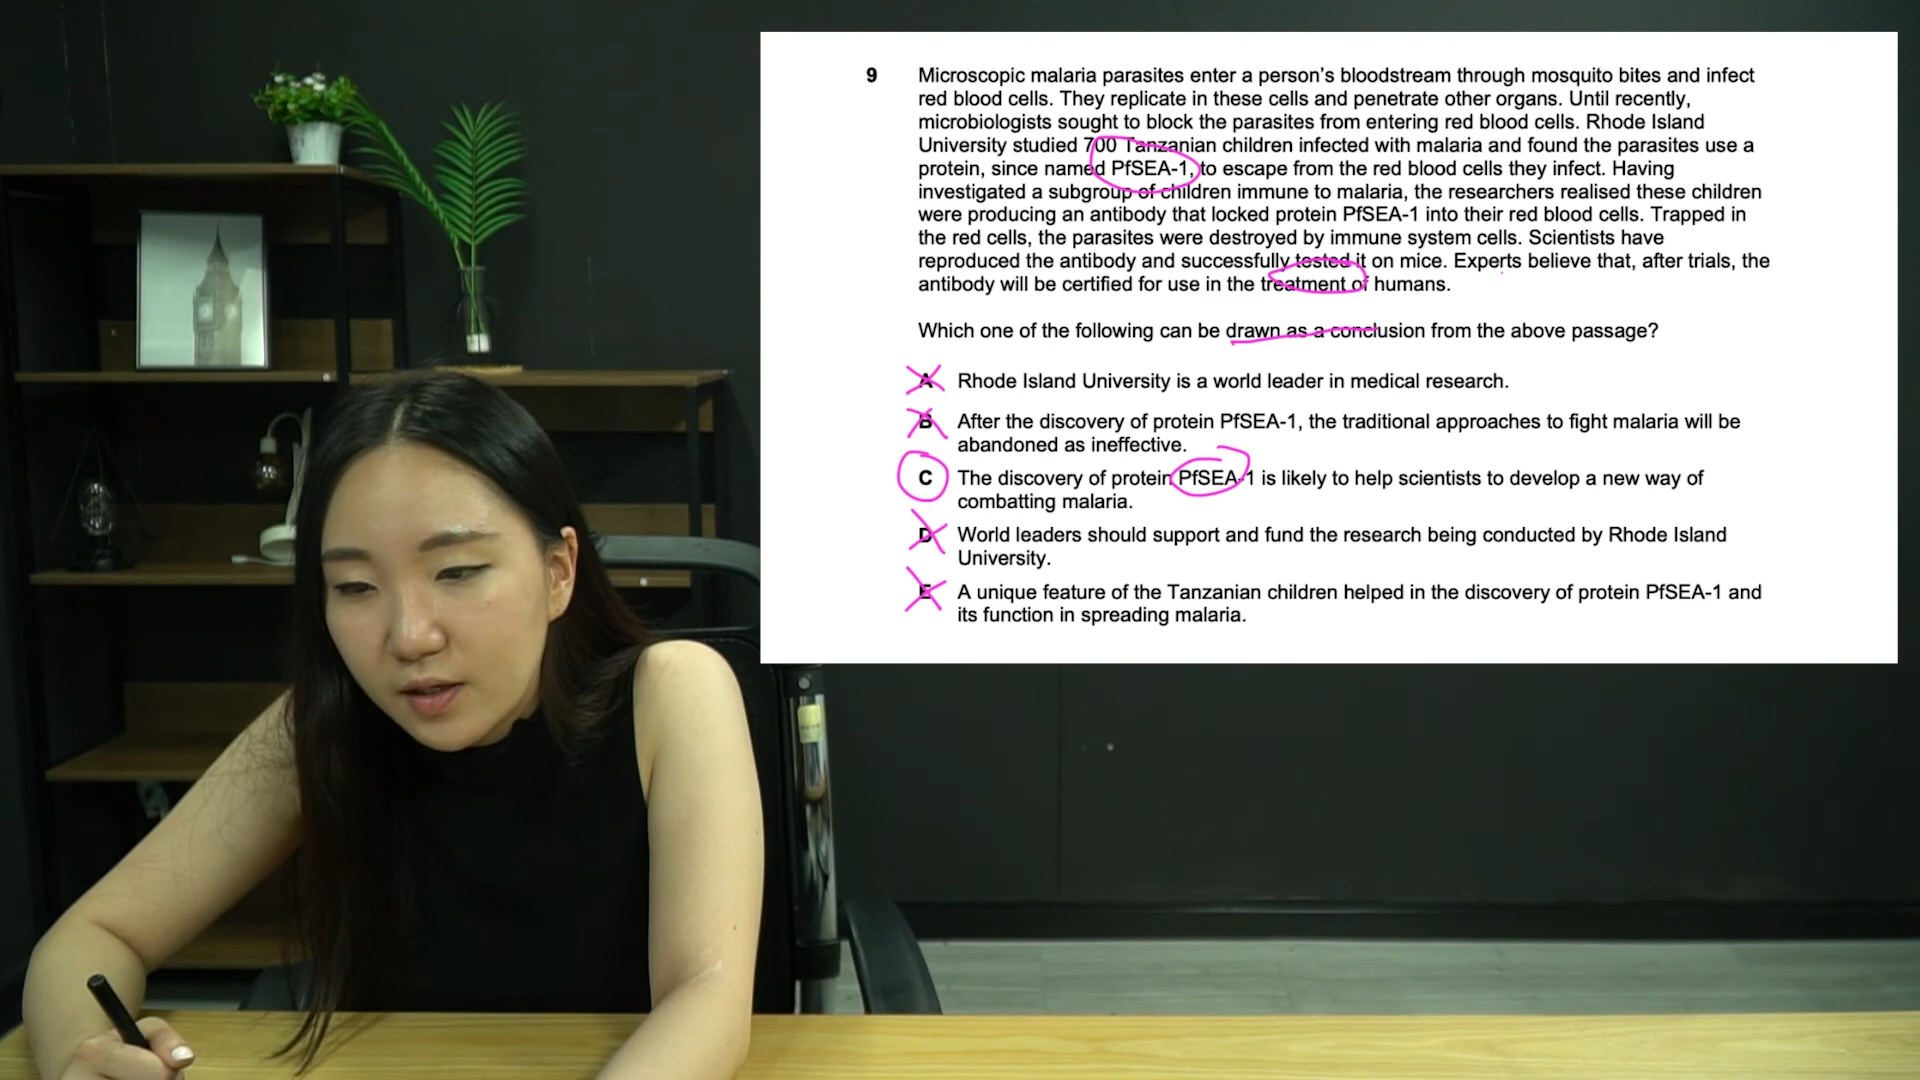 9 Microscopic malaria parasites enter a person's bloodstream through mosquito bites and infect
red blood cells. They replicate in these cells and penetrate other organs. Until recently,
microbiologists sought to block the parasites from entering red blood cells. Rhode Island
University studied 700 Tanzanian children infected with malaria and found the parasites use a
protein, since named PfSEA-1, to escape from the red blood cells they infect. Having
investigated a subgroup of children immune to malaria, the researchers realised these children
were producing an antibody that locked protein PfSEA-1 into their red blood cells. Trapped in
the red cells, the parasites were destroyed by immune system cells. Scientists have
reproduced the antibody and successfully tested it on mice. Experts believe that, after trials, the
antibody will be certified for use in the treatment of humans.
Which one of the following can be drawn as a conclusion from the above passage?
A Rhode Island University is a world leader in medical research.
B After the discovery of protein PfSEA-1, the traditional approaches to fight malaria will be
abandoned as ineffective.
C The discovery of protein PfSEA-1 is likely to help scientists to develop a new way of
combatting malaria.
D World leaders should support and fund the research being conducted by Rhode Island
University.
E A unique feature of the Tanzanian children helped in the discovery of protein PfSEA-1 and
its function in spreading malaria.